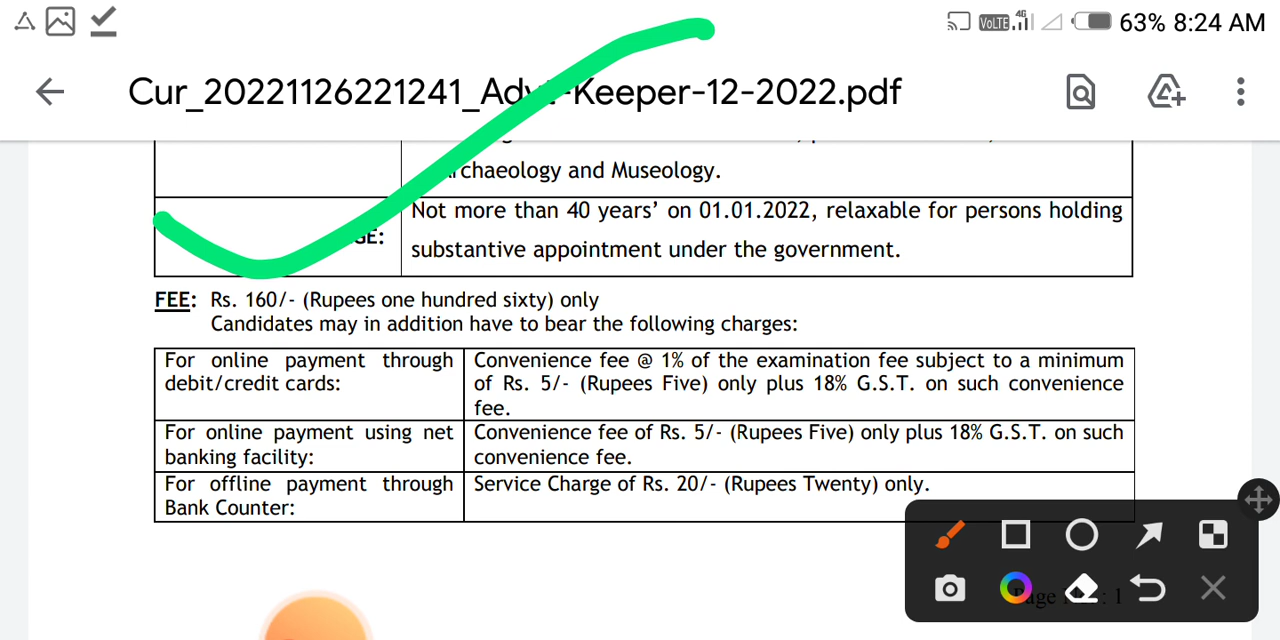 VoLTE 4G 63% 8:24 AM
Cur_20221126221241_Advt-Keeper-12-2022.pdf
Archaeology and Museology.
GE:
Not more than 40 years’ on 01.01.2022, relaxable for persons holding
substantive appointment under the government.
FEE: Rs. 160/- (Rupees one hundred sixty) only
Candidates may in addition have to bear the following charges:
For online payment through
debit/credit cards:
Convenience fee @ 1% of the examination fee subject to a minimum
of Rs. 5/- (Rupees Five) only plus 18% G.S.T. on such convenience
fee.
For online payment using net
banking facility:
Convenience fee of Rs. 5/- (Rupees Five) only plus 18% G.S.T. on such
convenience fee.
For offline payment through
Bank Counter:
Service Charge of Rs. 20/- (Rupees Twenty) only.